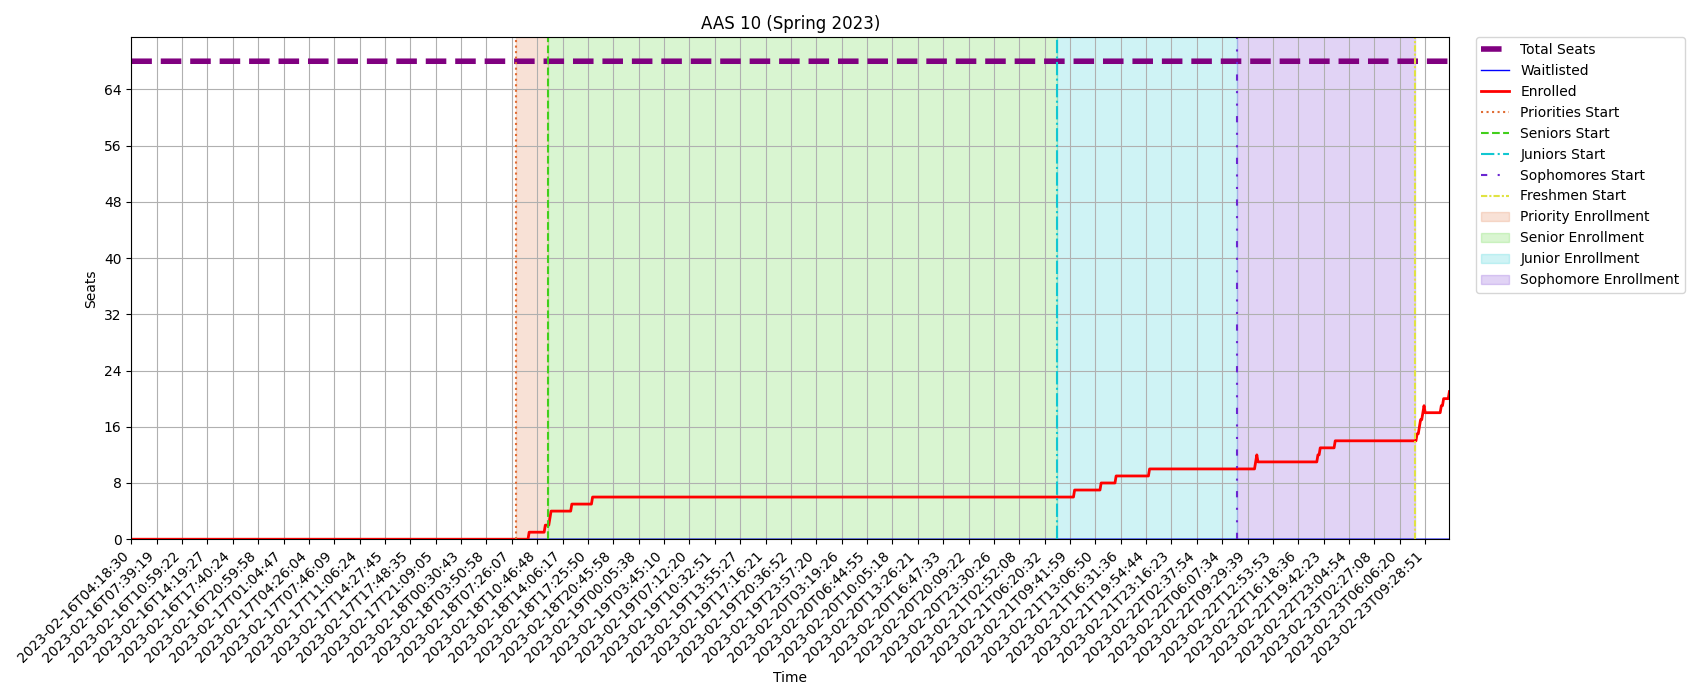 AAS 10 (Spring 2023)
Total Seats
Waitlisted
Enrolled
Priorities Start
Seniors Start
Juniors Start
Sophomores Start
Freshmen Start
Priority Enrollment
Senior Enrollment
Junior Enrollment
Sophomore Enrollment
Seats
64
56
48
40
32
24
16
8
0
2023-02-16T04:18:30
2023-02-16T07:39:19
2023-02-16T10:59:22
2023-02-16T14:19:27
2023-02-16T17:40:24
2023-02-16T20:59:58
2023-02-17T01:04:47
2023-02-17T04:26:04
2023-02-17T07:46:09
2023-02-17T11:06:24
2023-02-17T14:27:45
2023-02-17T17:48:35
2023-02-17T21:09:05
2023-02-18T00:30:43
2023-02-18T03:50:58
2023-02-18T07:26:07
2023-02-18T10:46:48
2023-02-18T14:06:17
2023-02-18T17:25:50
2023-02-18T20:45:58
2023-02-19T00:05:38
2023-02-19T03:45:10
2023-02-19T07:12:20
2023-02-19T10:32:51
2023-02-19T13:55:27
2023-02-19T17:16:21
2023-02-19T20:36:52
2023-02-19T23:57:20
2023-02-20T03:19:26
2023-02-20T06:44:55
2023-02-20T10:05:18
2023-02-20T13:26:21
2023-02-20T16:47:33
2023-02-20T20:09:22
2023-02-20T23:30:26
2023-02-21T02:52:08
2023-02-21T06:20:32
2023-02-21T09:41:59
2023-02-21T13:06:50
2023-02-21T16:31:36
2023-02-21T19:54:44
2023-02-21T23:16:23
2023-02-22T02:37:54
2023-02-22T06:07:34
2023-02-22T09:29:39
2023-02-22T12:53:53
2023-02-22T16:18:36
2023-02-22T19:42:23
2023-02-22T23:04:54
2023-02-23T02:27:08
2023-02-23T06:06:20
2023-02-23T09:28:51
Time